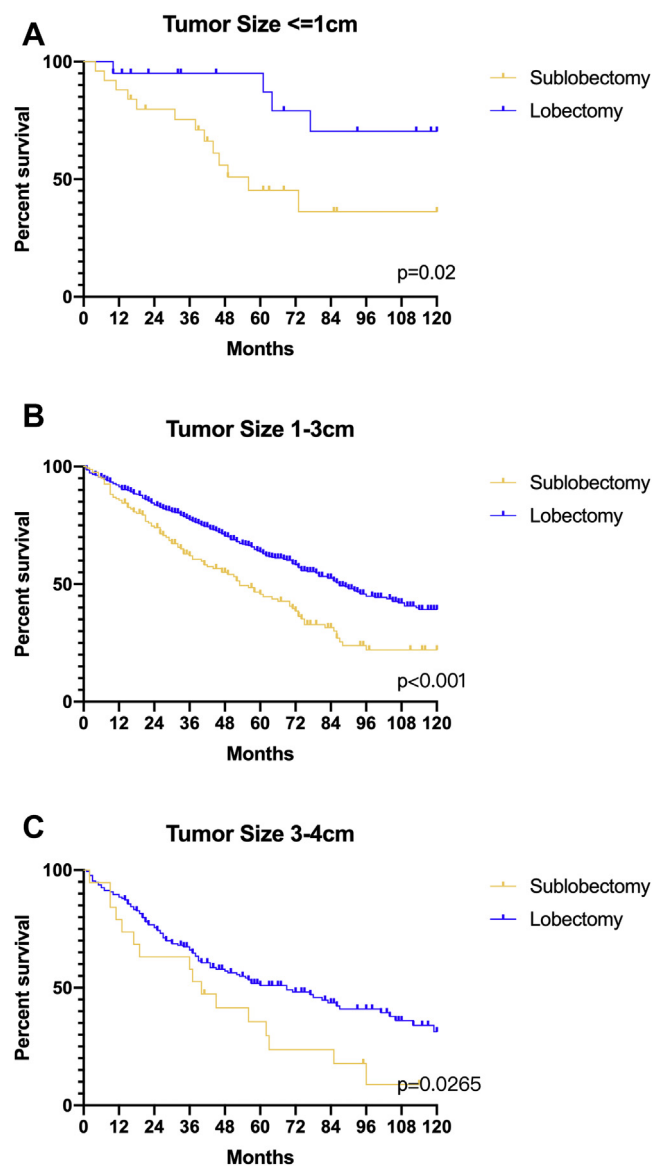 A
Tumor Size <=1cm
Percent survival
100
50
0
0 12 24 36 48 60 72 84 96 108 120
Months
p=0.02
Sublobectomy
Lobectomy
B
Tumor Size 1-3cm
Percent survival
100
50
0
0 12 24 36 48 60 72 84 96 108 120
Months
p<0.001
Sublobectomy
Lobectomy
C
Tumor Size 3-4cm
Percent survival
100
50
0
0 12 24 36 48 60 72 84 96 108 120
Months
p=0.0265
Sublobectomy
Lobectomy